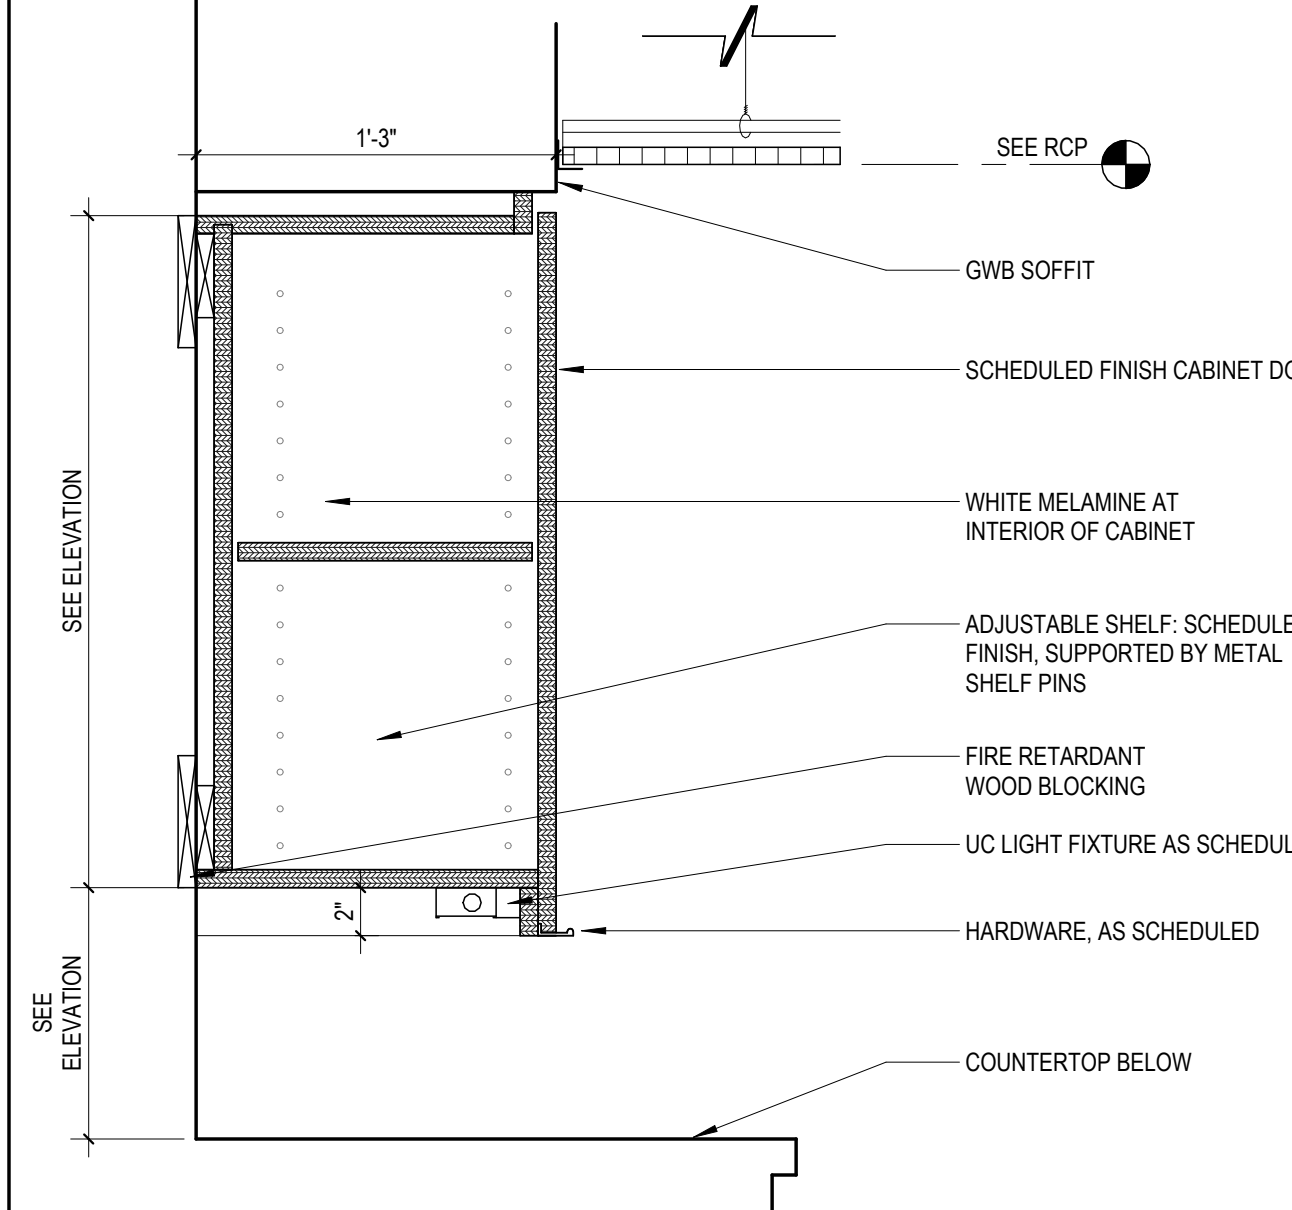 1'-3"
SEE RCP
GWB SOFFIT
SCHEDULED FINISH CABINET DO
WHITE MELAMINE AT
INTERIOR OF CABINET
SEE ELEVATION
ADJUSTABLE SHELF: SCHEDULE
FINISH, SUPPORTED BY METAL
SHELF PINS
FIRE RETARDANT
WOOD BLOCKING
UC LIGHT FIXTURE AS SCHEDUL
2"
HARDWARE, AS SCHEDULED
SEE
ELEVATION
COUNTERTOP BELOW